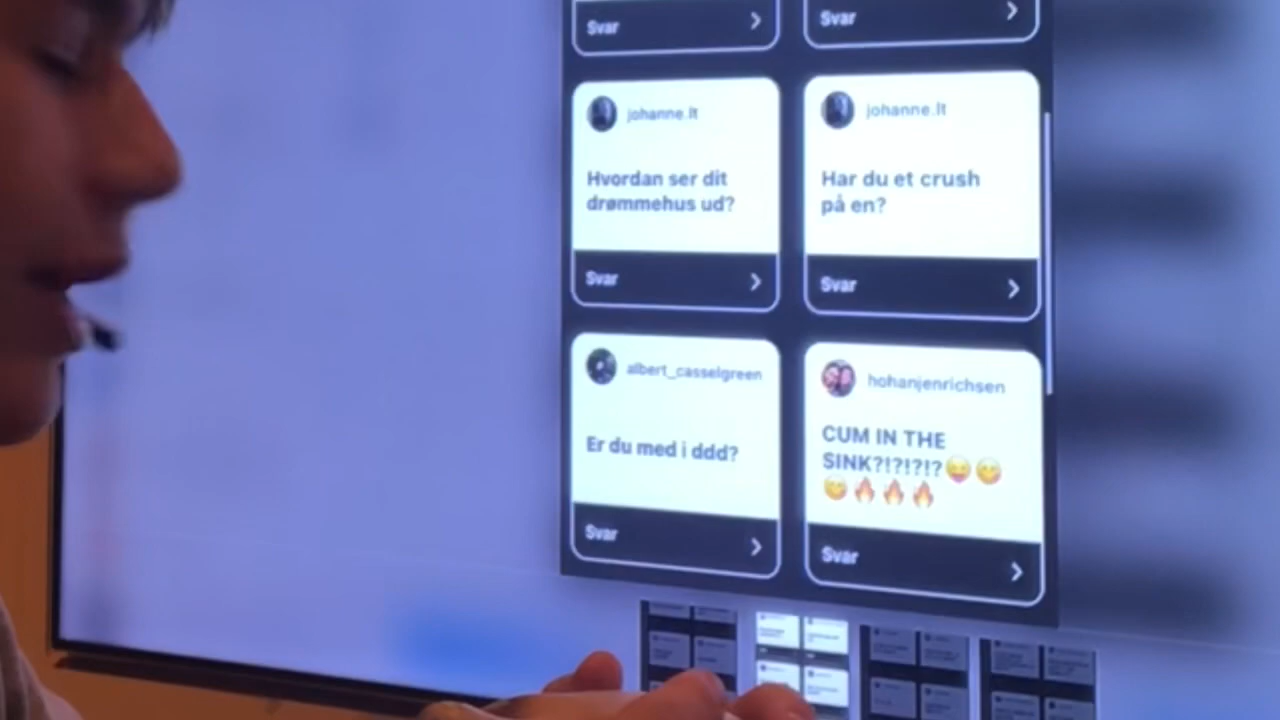 Svar
Svar
johanne.lt
Hvordan ser dit
drømmehus ud?
Svar
johanne.lt
Har du et crush
på en?
Svar
albert_casselgreen
Er du med i ddd?
Svar
hohanjenrichsen
CUM IN THE
SINK?!?!?!?😜😋
😋🔥🔥🔥
Svar